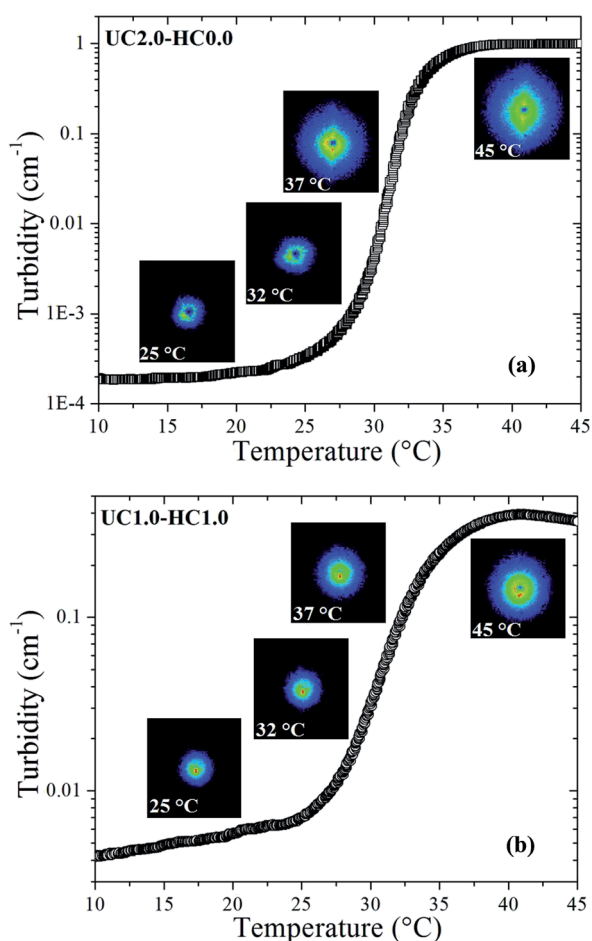 UC2.0-HC0.0
Turbidity (cm⁻¹)
1
0.1
0.01
1E-3
1E-4
25 °C
32 °C
37 °C
45 °C
(a)
10 15 20 25 30 35 40 45
Temperature (°C)
UC1.0-HC1.0
Turbidity (cm⁻¹)
0.1
0.01
25 °C
32 °C
37 °C
45 °C
(b)
10 15 20 25 30 35 40 45
Temperature (°C)